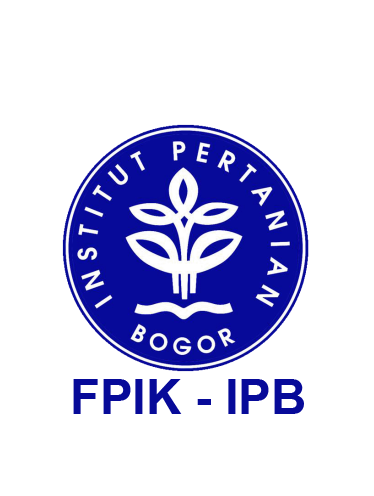 INSTITUT PERTANIAN
BOGOR
FPIK - IPB